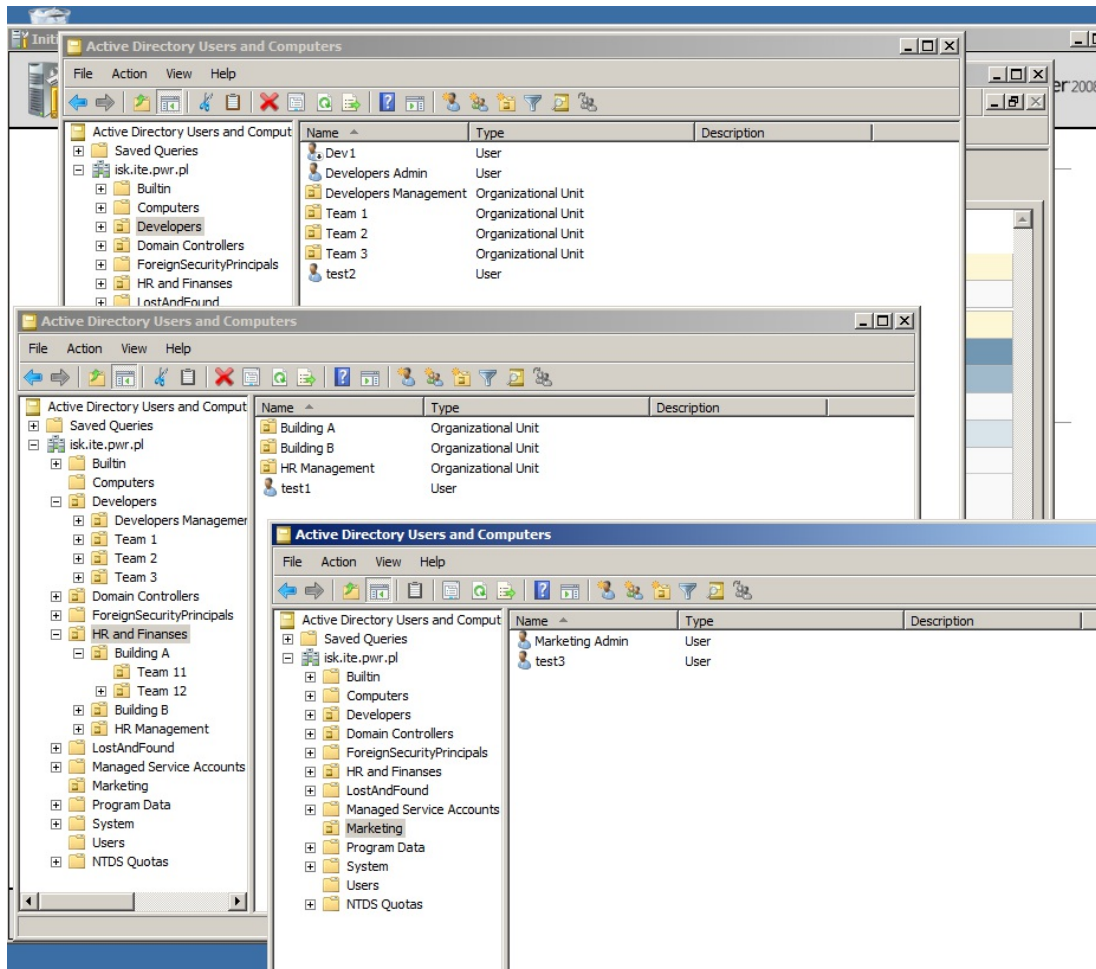 Init
Active Directory Users and Computers
File Action View Help
er 2008
Active Directory Users and Comput
Name Type Description
Saved Queries
Dev1 User
isk.ite.pwr.pl
Developers Admin User
Builtin
Developers Management Organizational Unit
Computers
Team 1 Organizational Unit
Developers
Team 2 Organizational Unit
Domain Controllers
Team 3 Organizational Unit
ForeignSecurityPrincipals
test2 User
HR and Finanses
LostAndFound
Active Directory Users and Computers
File Action View Help
Active Directory Users and Comput
Name Type Description
Saved Queries
Building A Organizational Unit
isk.ite.pwr.pl
Building B Organizational Unit
Builtin
HR Management Organizational Unit
Computers
test1 User
Developers
Developers Managemer
Team 1
Team 2
Team 3
Domain Controllers
ForeignSecurityPrincipals
HR and Finanses
Building A
Team 11
Team 12
Building B
HR Management
LostAndFound
Managed Service Accounts
Marketing
Program Data
System
Users
NTDS Quotas
Active Directory Users and Computers
File Action View Help
Active Directory Users and Comput
Name Type Description
Saved Queries
Marketing Admin User
isk.ite.pwr.pl
test3 User
Builtin
Computers
Developers
Domain Controllers
ForeignSecurityPrincipals
HR and Finanses
LostAndFound
Managed Service Accounts
Marketing
Program Data
System
Users
NTDS Quotas